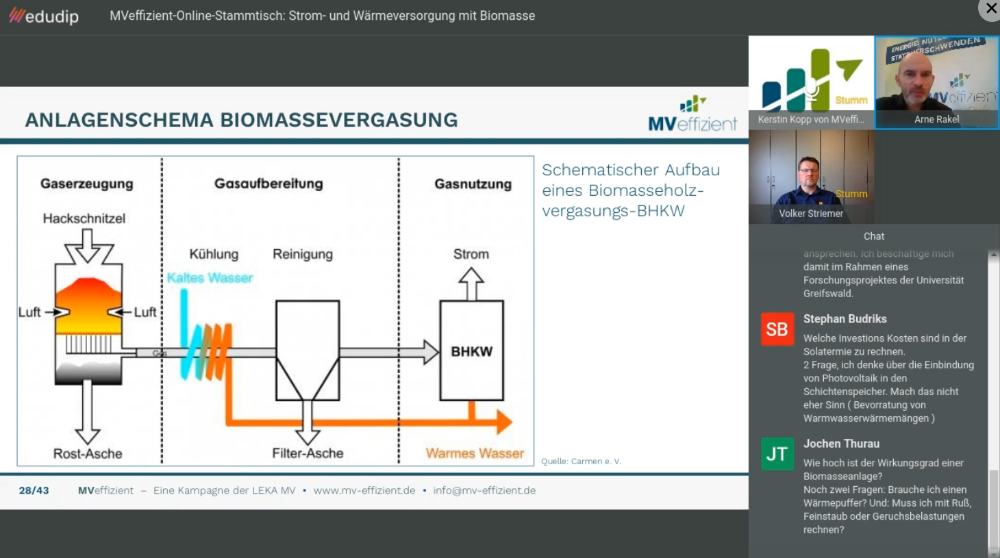 edudip
MVeffizient-Online-Stammtisch: Strom- und Wärmeversorgung mit Biomasse
ANLAGENSCHEMA BIOMASSEVERGASUNG
MVeffizient
Gaserzeugung
Gasaufbereitung
Gasnutzung
Hackschnitzel
Kühlung
Reinigung
Strom
Kaltes Wasser
Luft
Luft
Gas
BHKW
Rost-Asche
Filter-Asche
Warmes Wasser
Schematischer Aufbau
eines Biomasseholz-
vergasungs-BHKW
Quelle: Carmen e. V.
28/43
MVeffizient – Eine Kampagne der LEKA MV • www.mv-effizient.de • info@mv-effizient.de
Stumm
Kerstin Kopp von MVeffi...
ENERGIE NUTZEN
STATT VERSCHWENDEN
MVeffizient
Arne Rakel
Stumm
Volker Striemer
Chat
ansprechen. Ich beschäftige mich
damit im Rahmen eines
Forschungsprojektes der Universität
Greifswald.
SB
Stephan Budriks
Welche Investions Kosten sind in der
Solatermie zu rechnen.
2 Frage, ich denke über die Einbindung
von Photovoltaik in den
Schichtenspeicher. Mach das nicht
eher Sinn ( Bevorratung von
Warmwasserwärmemängen )
JT
Jochen Thurau
Wie hoch ist der Wirkungsgrad einer
Biomasseanlage?
Noch zwei Fragen: Brauche ich einen
Wärmepuffer? Und: Muss ich mit Ruß,
Feinstaub oder Geruchsbelastungen
rechnen?